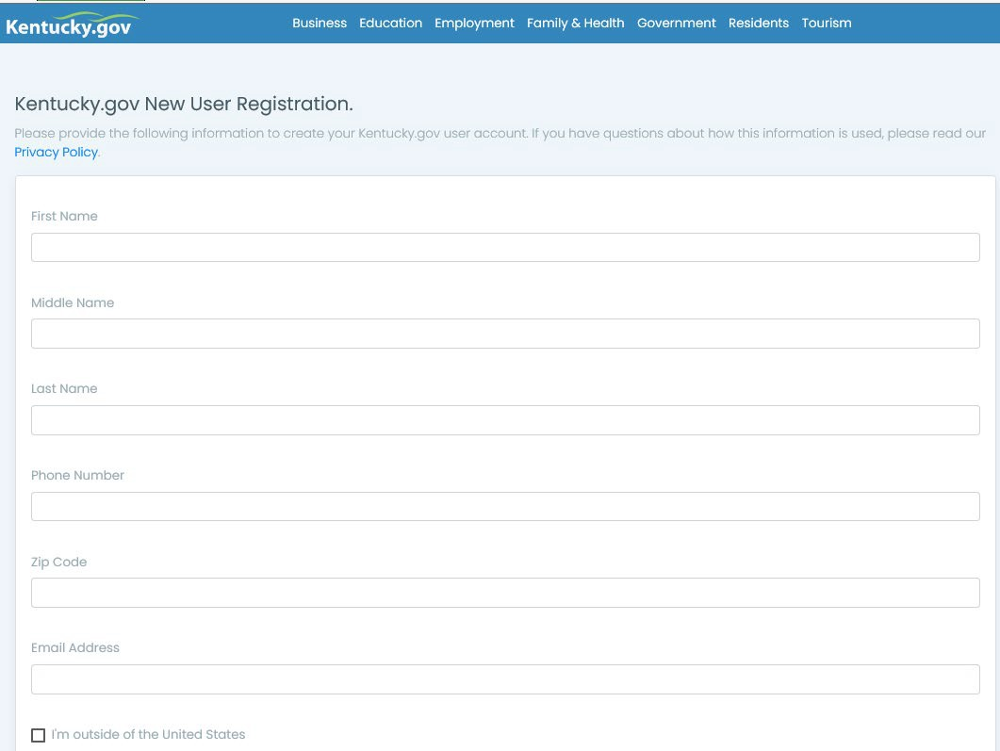 Kentucky.gov Business Education Employment Family & Health Government Residents Tourism
Kentucky.gov New User Registration.
Please provide the following information to create your Kentucky.gov user account. If you have questions about how this information is used, please read our
Privacy Policy.
First Name
Middle Name
Last Name
Phone Number
Zip Code
Email Address
I'm outside of the United States